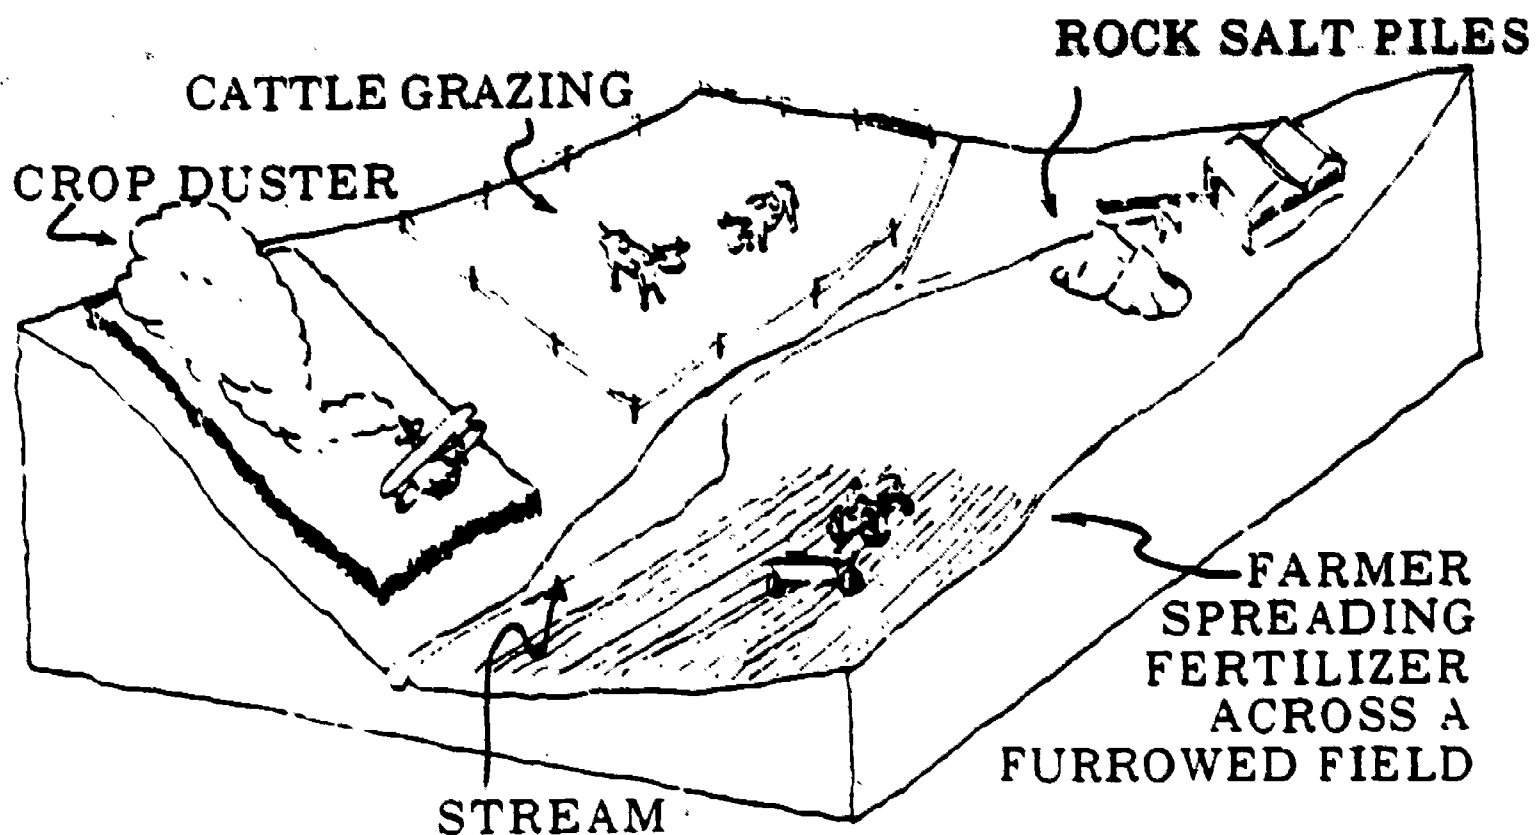 ROCK SALT PILES
CATTLE GRAZING
CROP DUSTER
FARMER
SPREADING
FERTILIZER
ACROSS A
FURROWED FIELD
STREAM